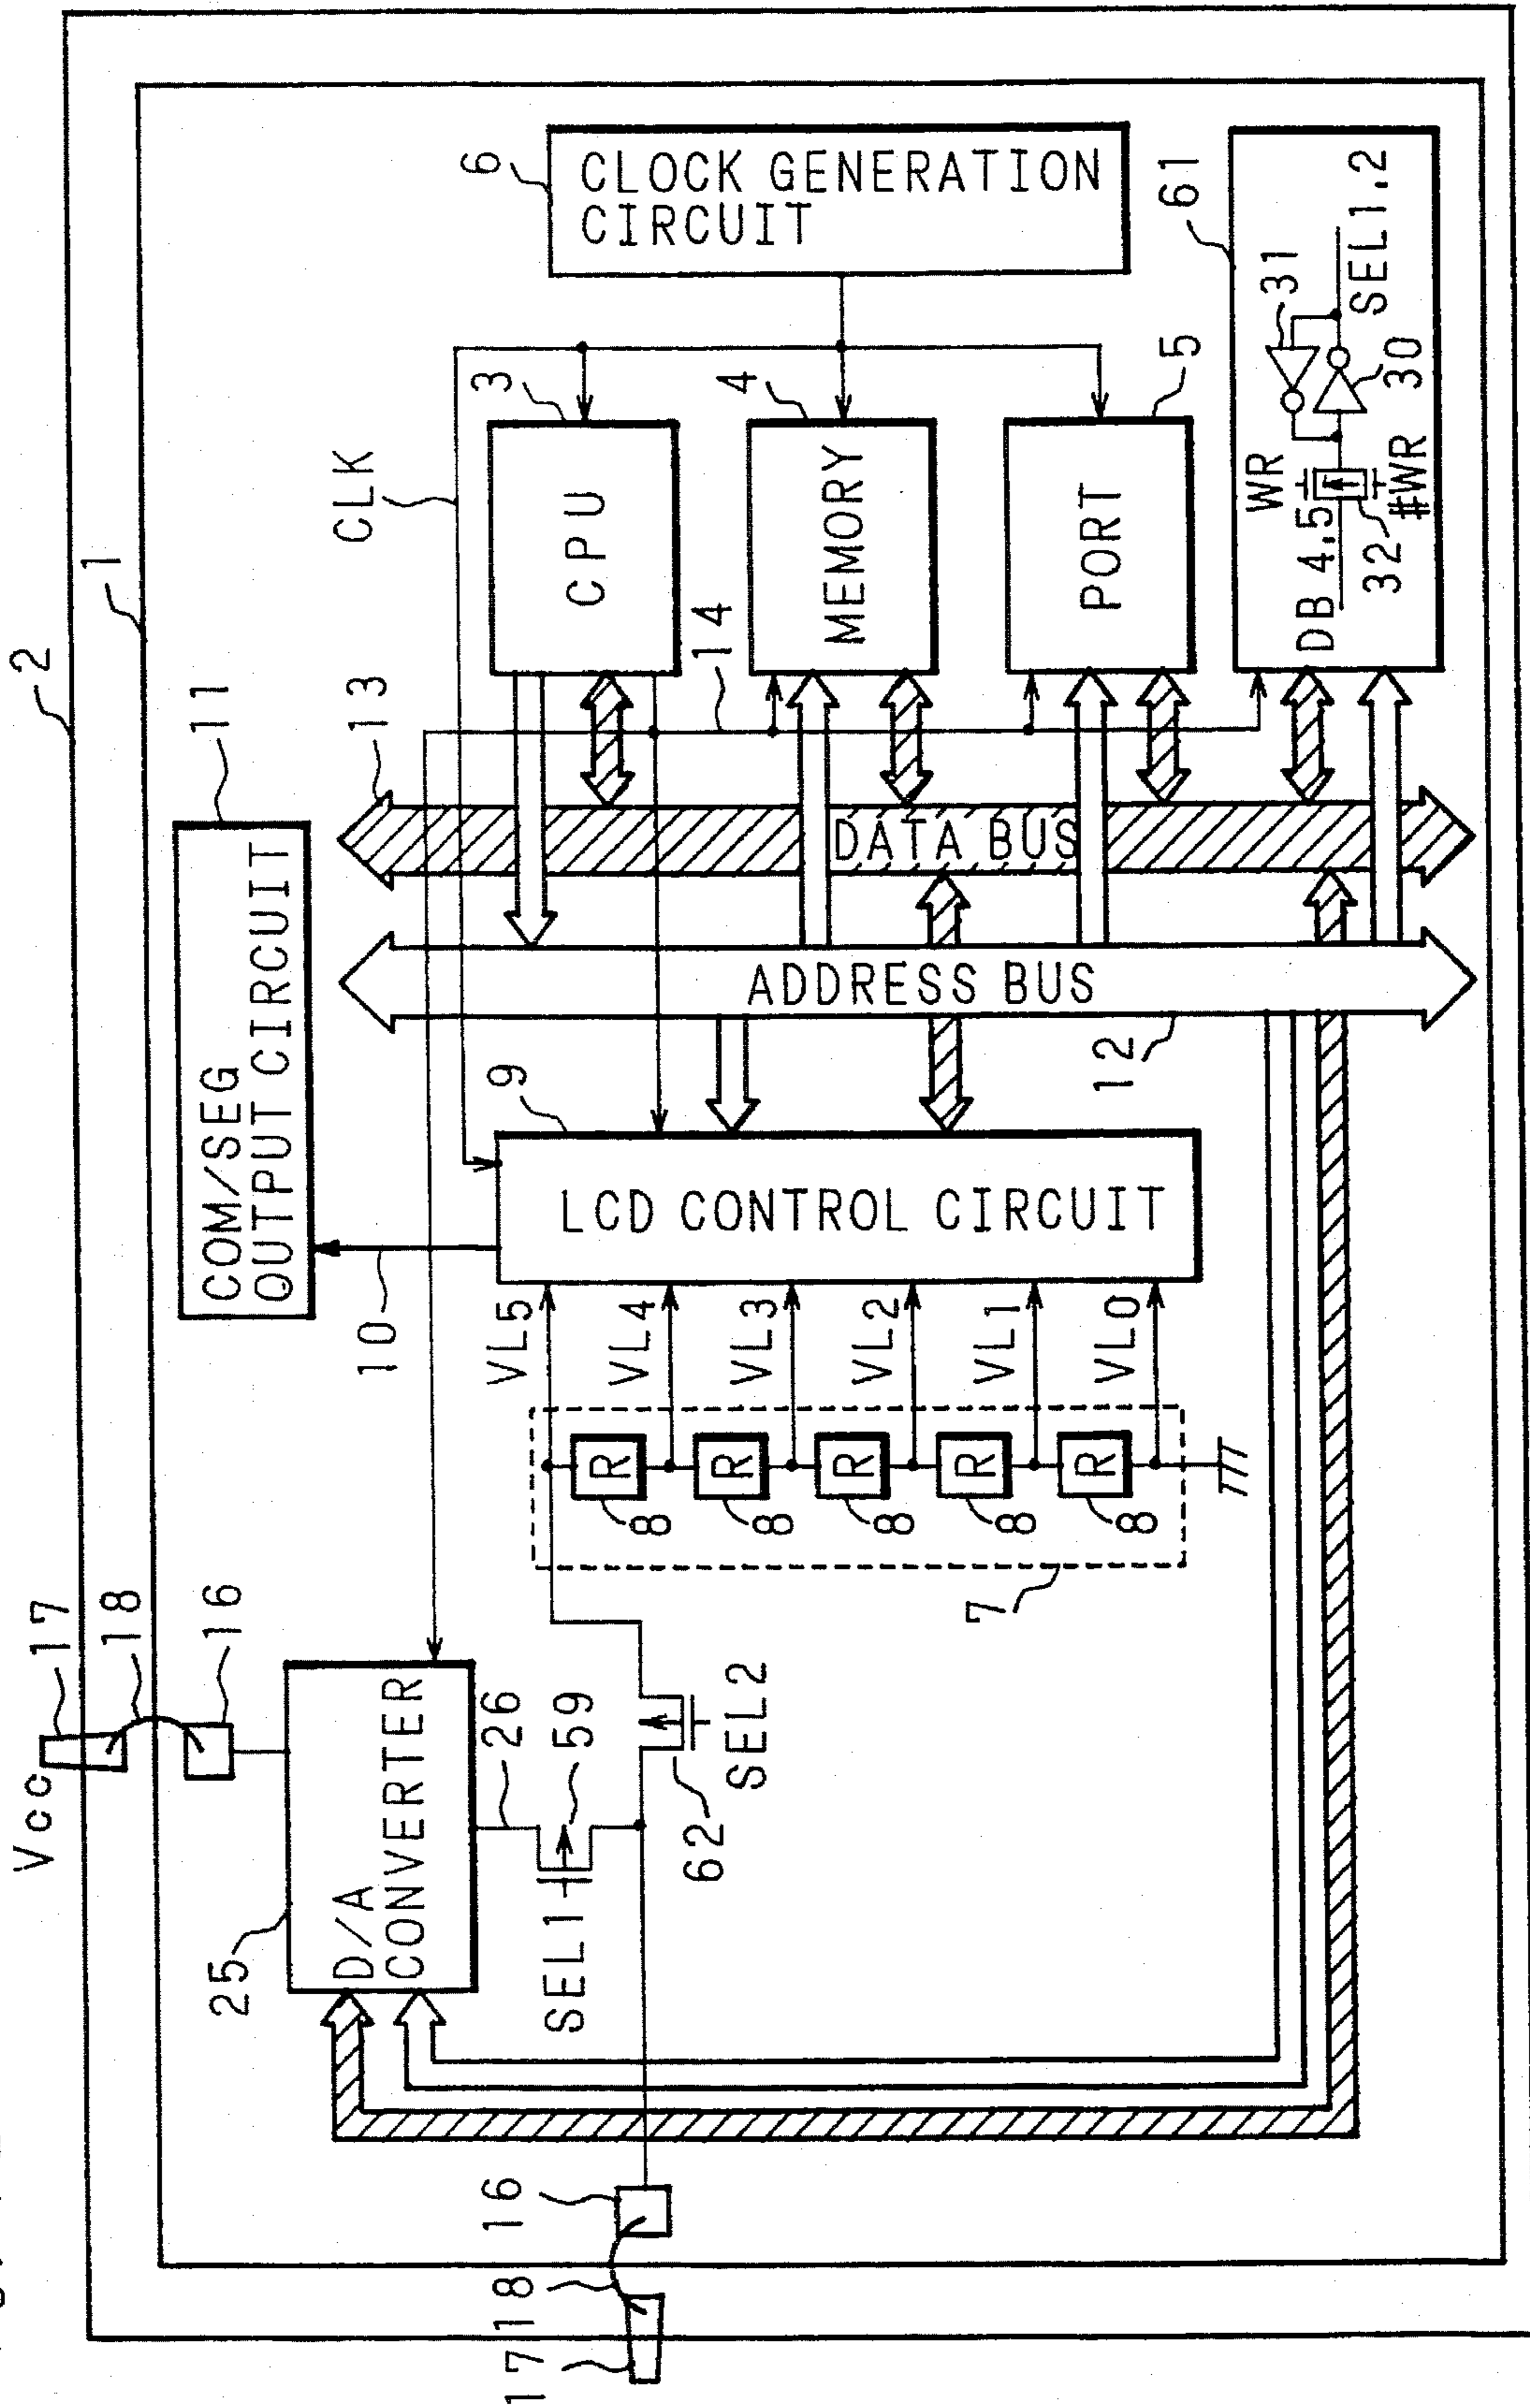 2
1
Vcc
17
18
16
25
D/A
CONVERTER
26
SEL1
59
62
SEL2
16
18
17
COM/SEG
OUTPUT CIRCUIT
11
10
13
CLK
14
9
LCD CONTROL CIRCUIT
VL5
VL4
VL3
VL2
VL1
VL0
R
R
R
R
R
8
8
8
8
8
7
ADDRESS BUS
12
DATA BUS
3
CPU
4
MEMORY
5
PORT
6
CLOCK GENERATION
CIRCUIT
61
WR
DB 4,5
32
#WR
31
30
SEL1,2